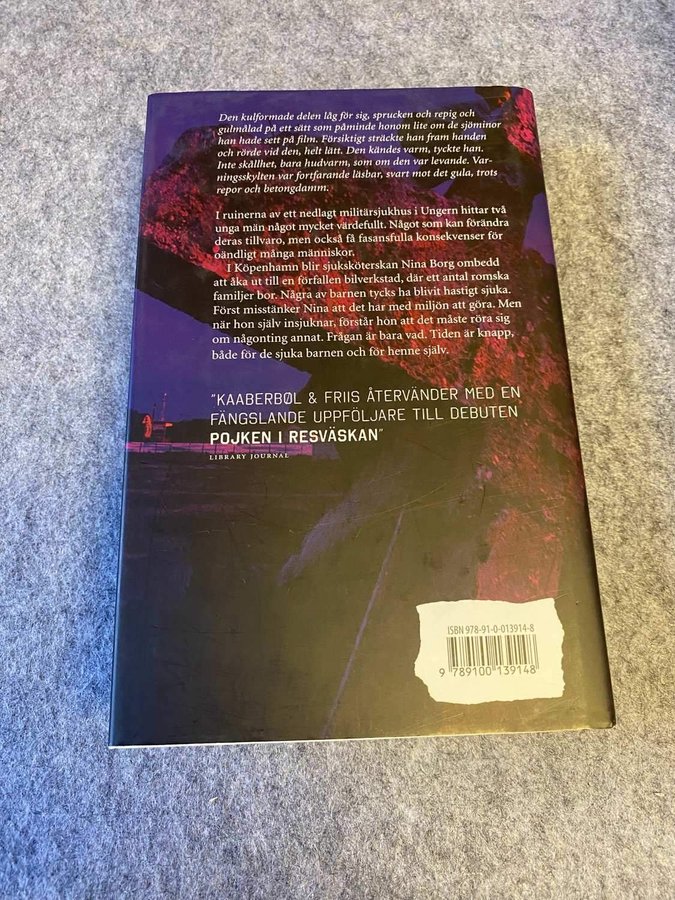 Den kulformade delen låg för sig, sprucken och repig och
gulmålad på ett sätt som påminde honom lite om de sjöminor
han hade sett på film. Försiktigt sträckte han fram handen
och rörde vid den, helt lätt. Den kändes varm, tyckte han.
Inte skållhet, bara hudvarm, som om den var levande. Var-
ningsskylten var fortfarande läsbar, svart mot det gula, trots
repor och betongdamm.
I ruinerna av ett nedlagt militärsjukhus i Ungern hittar två
unga män något mycket värdefullt. Något som kan förändra
deras tillvaro, men också få fasansfulla konsekvenser för
oändligt många människor.
I Köpenhamn blir sjuksköterskan Nina Borg ombedd
att åka ut till en förfallen bilverkstad, där ett antal romska
familjer bor. Några av barnen tycks ha blivit hastigt sjuka.
Först misstänker Nina att det har med miljön att göra. Men
när hon själv insjuknar, förstår hon att det måste röra sig
om någonting annat. Frågan är bara vad. Tiden är knapp,
både för de sjuka barnen och för henne själv.
"KAABERBØL & FRIIS ÅTERVÄNDER MED EN
FÄNGSLANDE UPPFÖLJARE TILL DEBUTEN
POJKEN I RESVÄSKAN"
LIBRARY JOURNAL
ISBN 978-91-0-013914-8
9 789100 139148